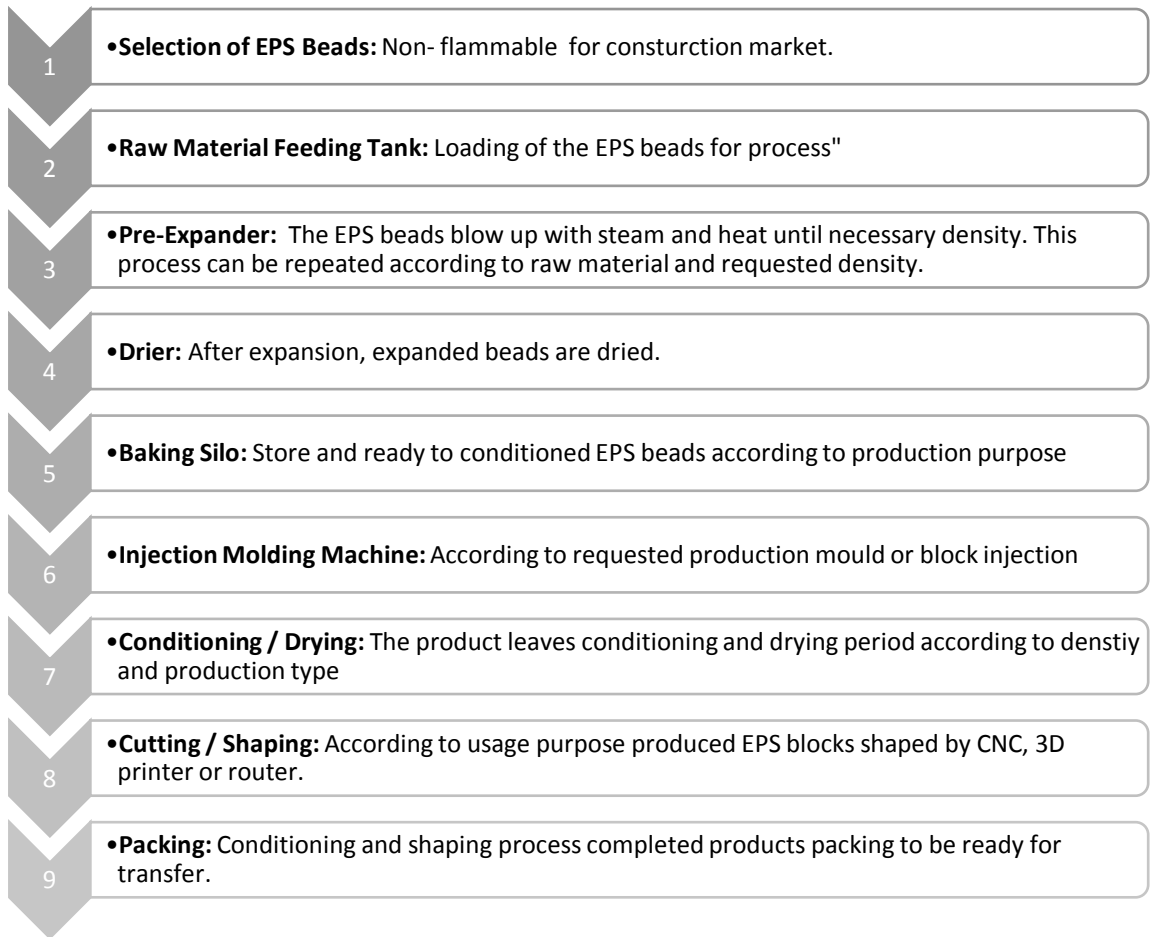 1
•Selection of EPS Beads: Non- flammable for consturction market.
2
•Raw Material Feeding Tank: Loading of the EPS beads for process"
3
•Pre-Expander: The EPS beads blow up with steam and heat until necessary density. This
process can be repeated according to raw material and requested density.
4
•Drier: After expansion, expanded beads are dried.
5
•Baking Silo: Store and ready to conditioned EPS beads according to production purpose
6
•Injection Molding Machine: According to requested production mould or block injection
7
•Conditioning / Drying: The product leaves conditioning and drying period according to denstiy
and production type
8
•Cutting / Shaping: According to usage purpose produced EPS blocks shaped by CNC, 3D
printer or router.
9
•Packing: Conditioning and shaping process completed products packing to be ready for
transfer.